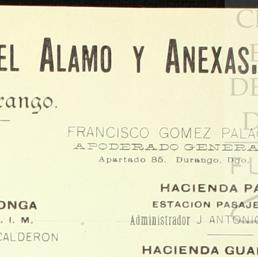 EL ALAMO Y ANEXAS.
rango.
FRANCISCO GOMEZ PALA
APODERADO GENERA
Apartado 85. Durango, Dgo.
HACIENDA PA
ONGA
ESTACION PASAJE
I. M.
Administrador J ANTONIO
CALDERON
HACIENDA GUA